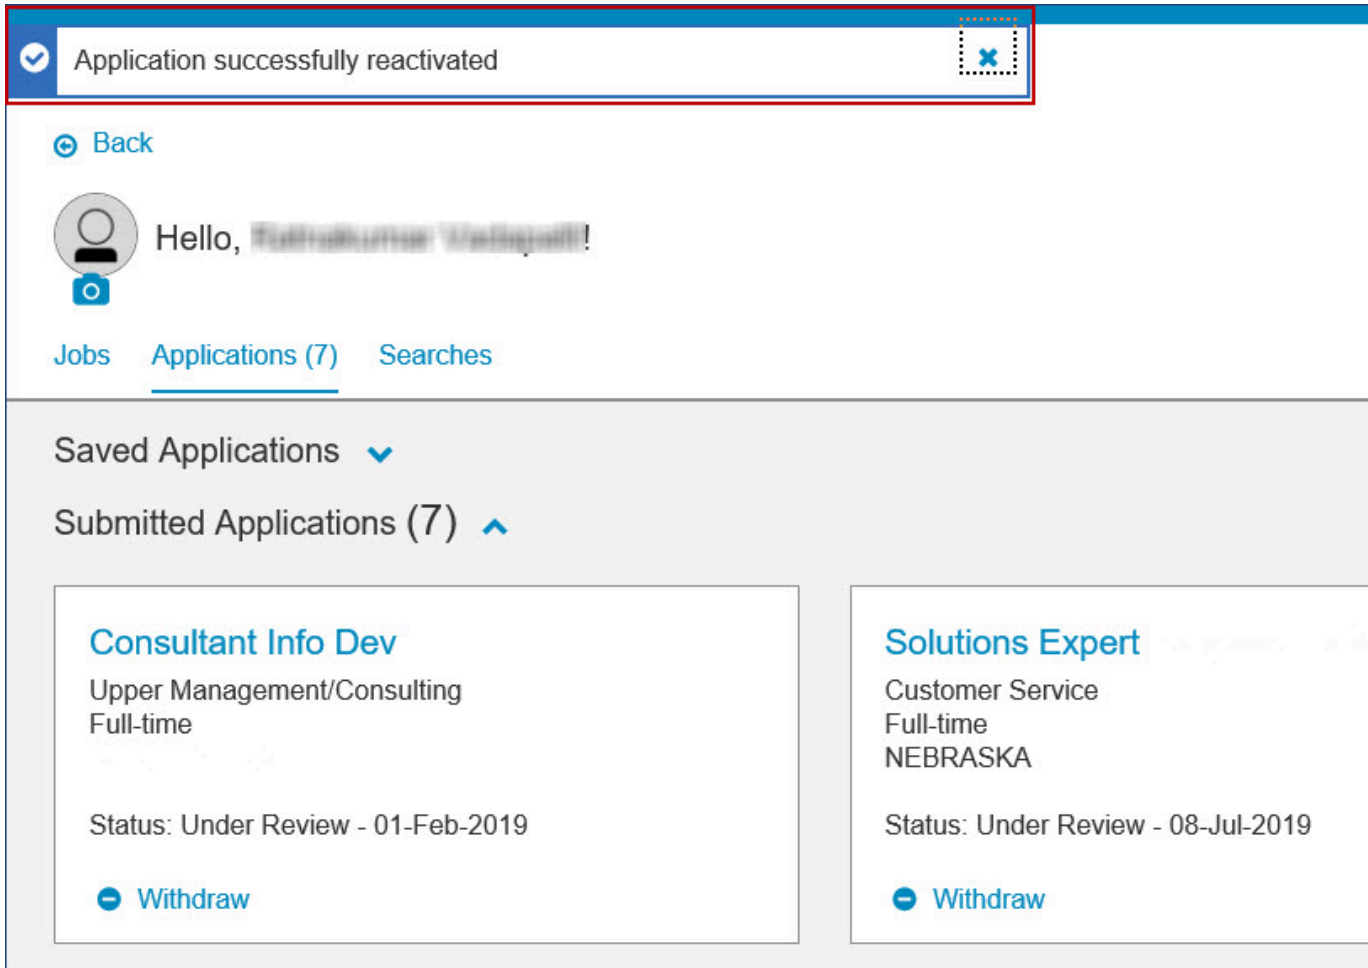 Application successfully reactivated
Back
Hello, !
Jobs Applications (7) Searches
Saved Applications
Submitted Applications (7)
Consultant Info Dev
Upper Management/Consulting
Full-time
Status: Under Review - 01-Feb-2019
Withdraw
Solutions Expert
Customer Service
Full-time
NEBRASKA
Status: Under Review - 08-Jul-2019
Withdraw